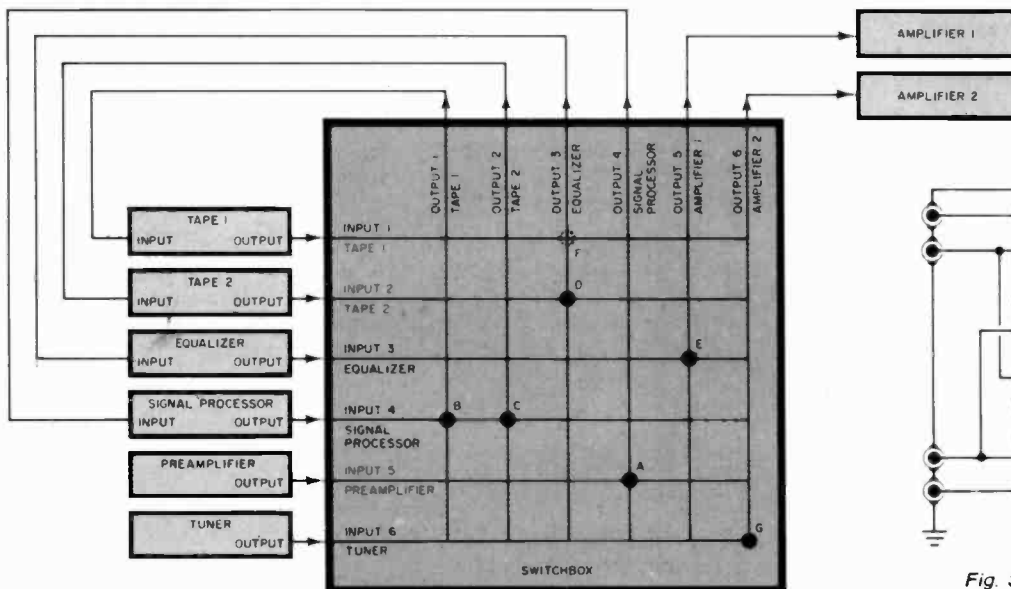 AMPLIFIER 1
AMPLIFIER 2
OUTPUT 1
TAPE 1
OUTPUT 2
TAPE 2
OUTPUT 3
EQUALIZER
OUTPUT 4
SIGNAL PROCESSOR
OUTPUT 5
AMPLIFIER 1
OUTPUT 6
AMPLIFIER 2
TAPE 1
INPUT OUTPUT
INPUT 1
TAPE 1
F
TAPE 2
INPUT OUTPUT
INPUT 2
TAPE 2
D
EQUALIZER
INPUT OUTPUT
INPUT 3
EQUALIZER
E
SIGNAL PROCESSOR
INPUT OUTPUT
INPUT 4
SIGNAL
PROCESSOR
B
C
PREAMPLIFIER
OUTPUT
INPUT 5
PREAMPLIFIER
A
TUNER
OUTPUT
INPUT 6
TUNER
G
SWITCHBOX
Fig.